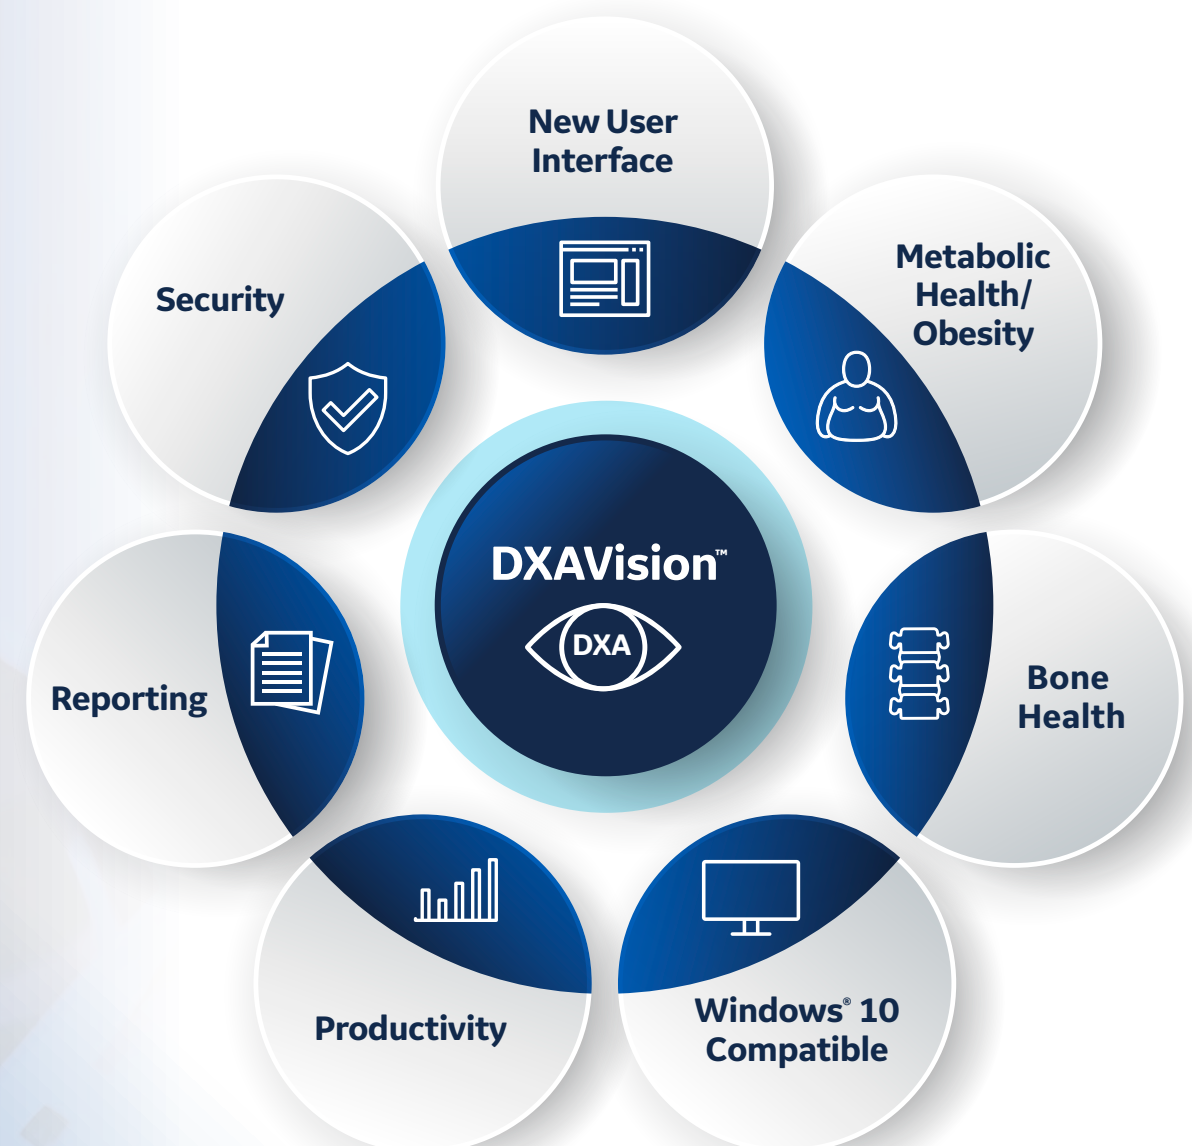 New User
Interface
Metabolic
Health/
Obesity
Security
DXAVision™
DXA
Bone
Health
Reporting
Windows® 10
Compatible
Productivity